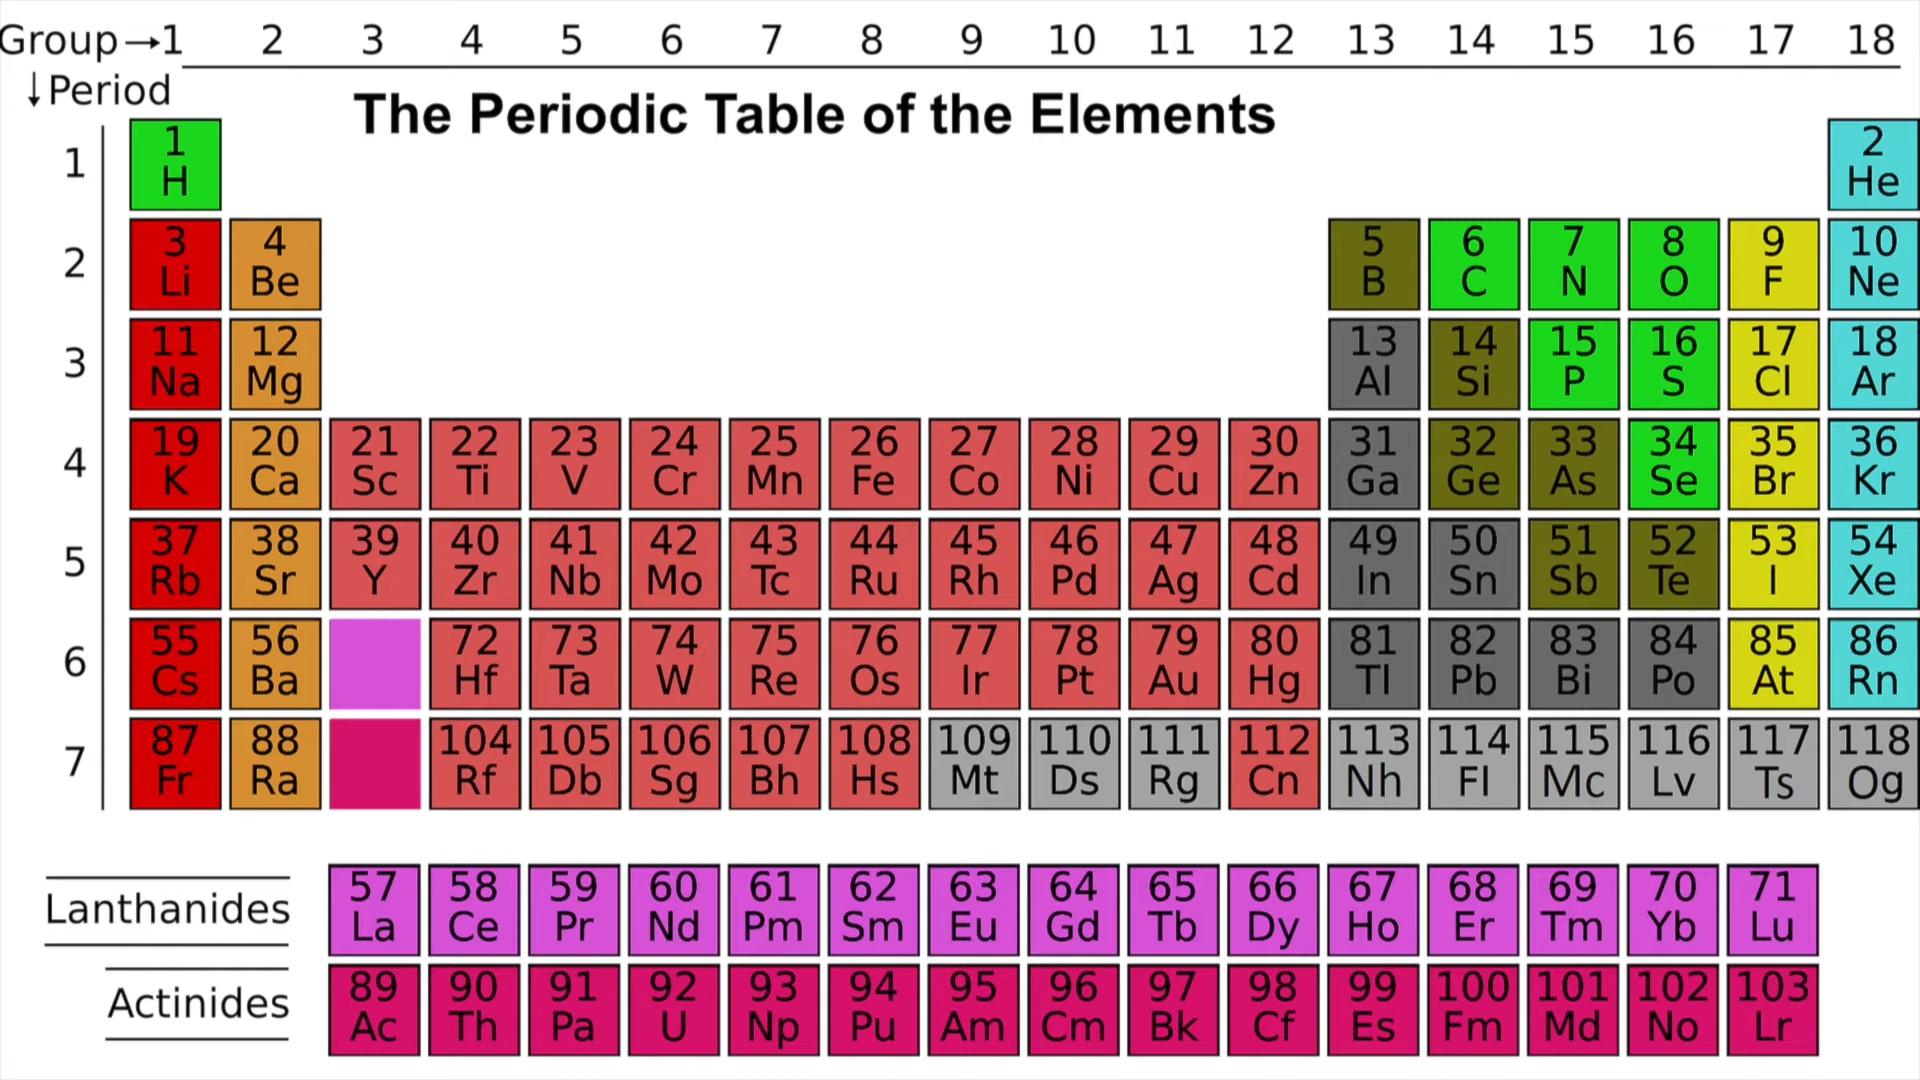 Group→1 2 3 4 5 6 7 8 9 10 11 12 13 14 15 16 17 18
↓Period
The Periodic Table of the Elements
1 2
1 H He
3 4 5 6 7 8 9 10
2 Li Be B C N O F Ne
11 12 13 14 15 16 17 18
3 Na Mg Al Si P S Cl Ar
19 20 21 22 23 24 25 26 27 28 29 30 31 32 33 34 35 36
4 K Ca Sc Ti V Cr Mn Fe Co Ni Cu Zn Ga Ge As Se Br Kr
37 38 39 40 41 42 43 44 45 46 47 48 49 50 51 52 53 54
5 Rb Sr Y Zr Nb Mo Tc Ru Rh Pd Ag Cd In Sn Sb Te I Xe
55 56 72 73 74 75 76 77 78 79 80 81 82 83 84 85 86
6 Cs Ba Hf Ta W Re Os Ir Pt Au Hg Tl Pb Bi Po At Rn
87 88 104 105 106 107 108 109 110 111 112 113 114 115 116 117 118
7 Fr Ra Rf Db Sg Bh Hs Mt Ds Rg Cn Nh Fl Mc Lv Ts Og
57 58 59 60 61 62 63 64 65 66 67 68 69 70 71
Lanthanides La Ce Pr Nd Pm Sm Eu Gd Tb Dy Ho Er Tm Yb Lu
89 90 91 92 93 94 95 96 97 98 99 100 101 102 103
Actinides Ac Th Pa U Np Pu Am Cm Bk Cf Es Fm Md No Lr